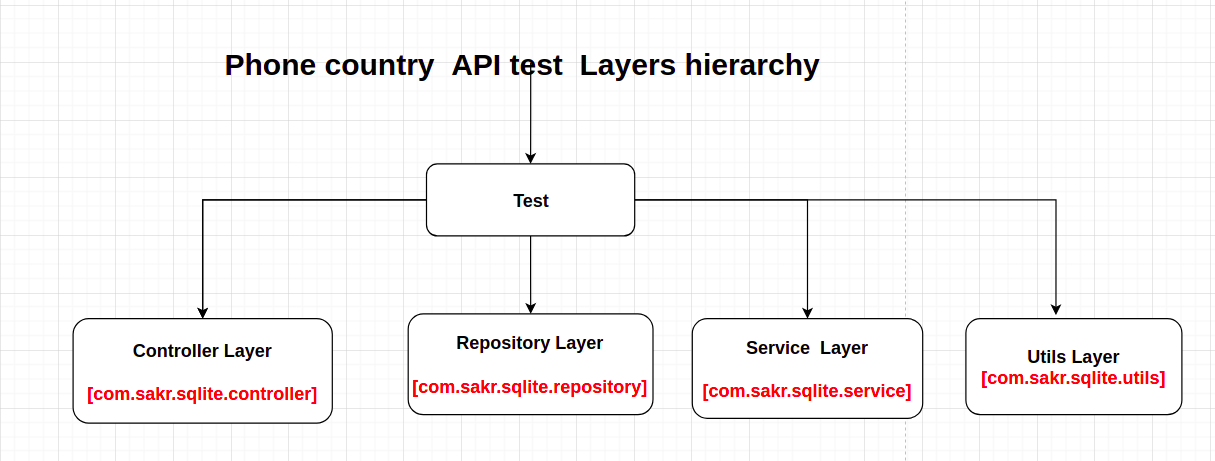 Phone country  API test  Layers hierarchy
Test
Controller Layer
[com.sakr.sqlite.controller]
Repository Layer
[com.sakr.sqlite.repository]
Service  Layer
[com.sakr.sqlite.service]
Utils Layer
[com.sakr.sqlite.utils]